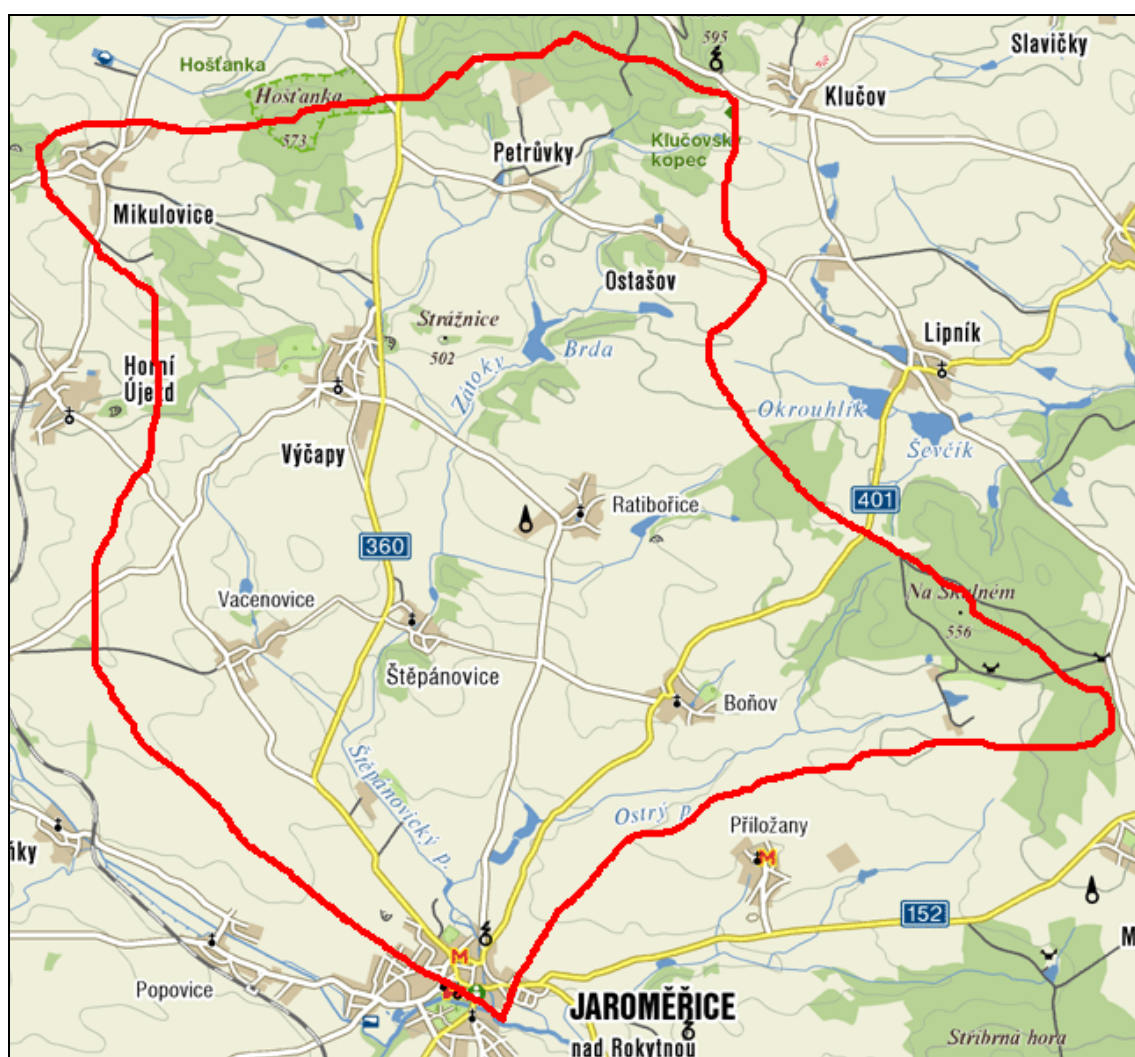 595
Slavičky
Hošťanka
Hošťanka
573
Klučov
Klučovsk
kopec
Petrůvky
Mikulovice
Ostašov
Strážnice
502
Zátoky
Brda
Lipník
Horní
Újezd
Okrouhlík
Ševčík
Výčapy
401
Ratibořice
360
Na Skalném
556
Vacenovice
Štěpánovice
Boňov
Štěpánovický p.
Ostrý p.
Přiložany
M
ňky
152
M
M
Popovice
JAROMĚŘICE
nad Rokytnou
Stříbrná hora